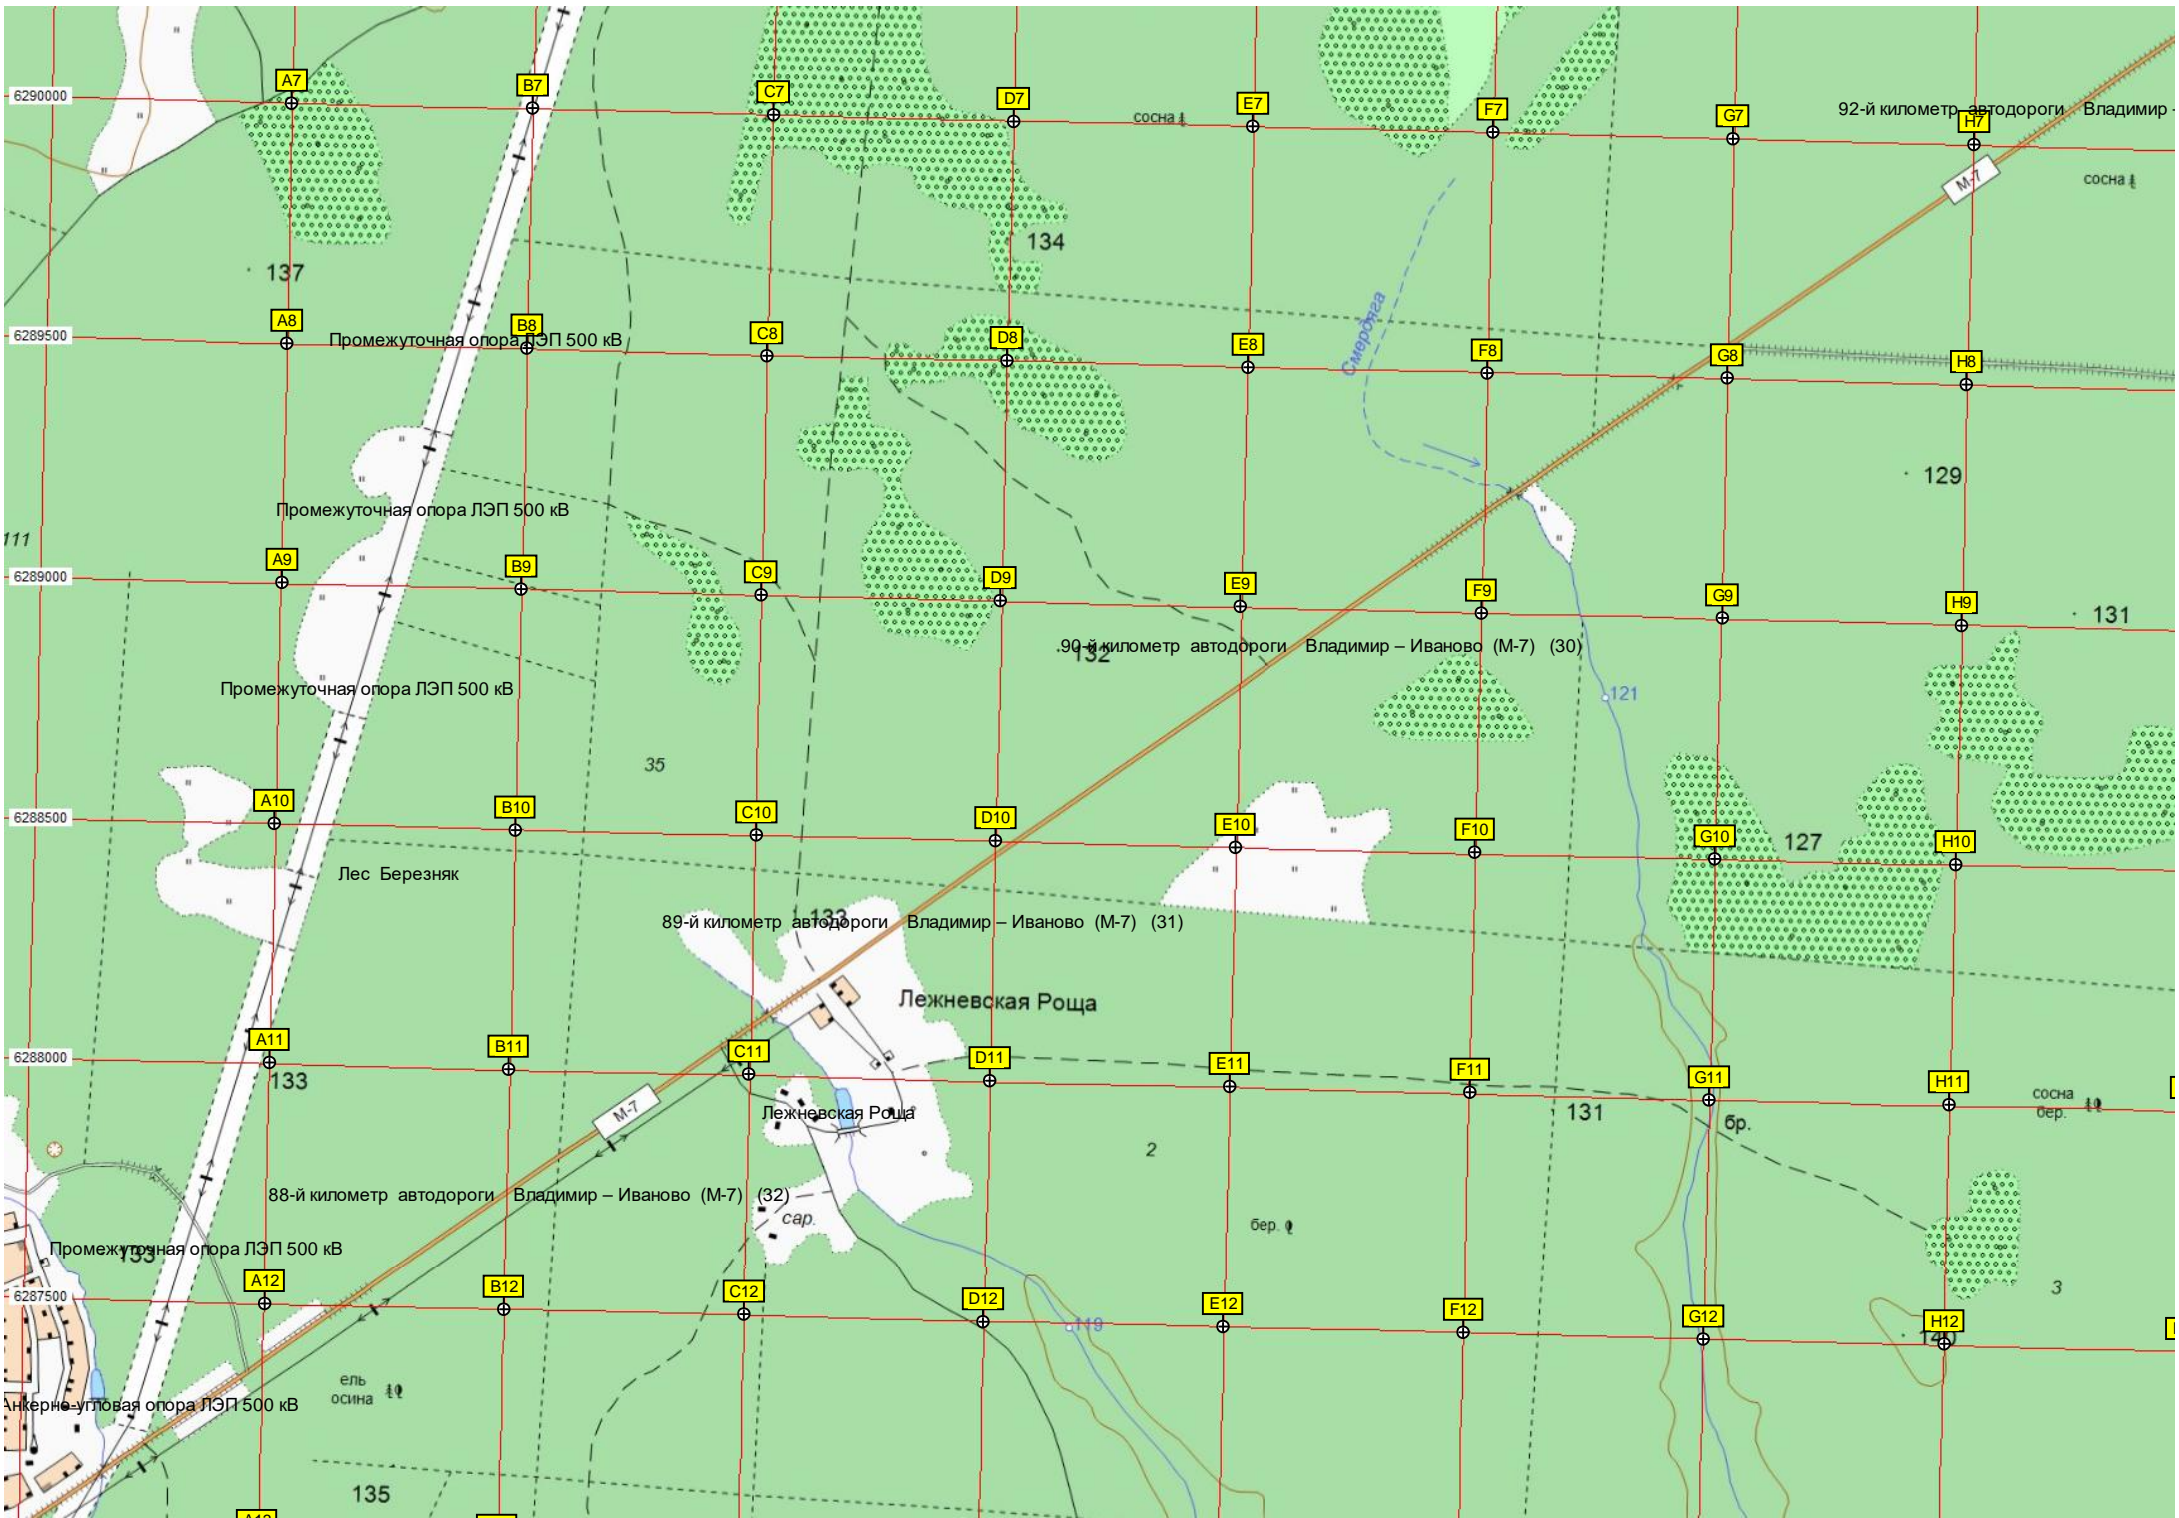 A7
B7
C7
D7
E7
F7
G7
H7
6290000
92-й километр автодороги Владимир -
сосна
М-7
сосна
134
137
Смердяга
A8
B8
C8
D8
E8
F8
G8
H8
6289500
Промежуточная опора ЛЭП 500 кВ
129
Промежуточная опора ЛЭП 500 кВ
111
A9
B9
C9
D9
E9
F9
G9
H9
6289000
131
132
90-й километр автодороги Владимир – Иваново (М-7) (30)
Промежуточная опора ЛЭП 500 кВ
121
35
A10
B10
C10
D10
E10
F10
G10
H10
6288500
127
Лес Березняк
133
89-й километр автодороги Владимир – Иваново (М-7) (31)
Лежневская Роща
A11
B11
C11
D11
E11
F11
G11
H11
6288000
133
М-7
Лежневская Роща
131
бр.
сосна
бер.
2
88-й километр автодороги Владимир – Иваново (М-7) (32)
сар.
бер.
133
Промежуточная опора ЛЭП 500 кВ
A12
B12
C12
D12
E12
F12
G12
H12
6287500
3
119
140
ель
осина
Анкерно-угловая опора ЛЭП 500 кВ
135
A13